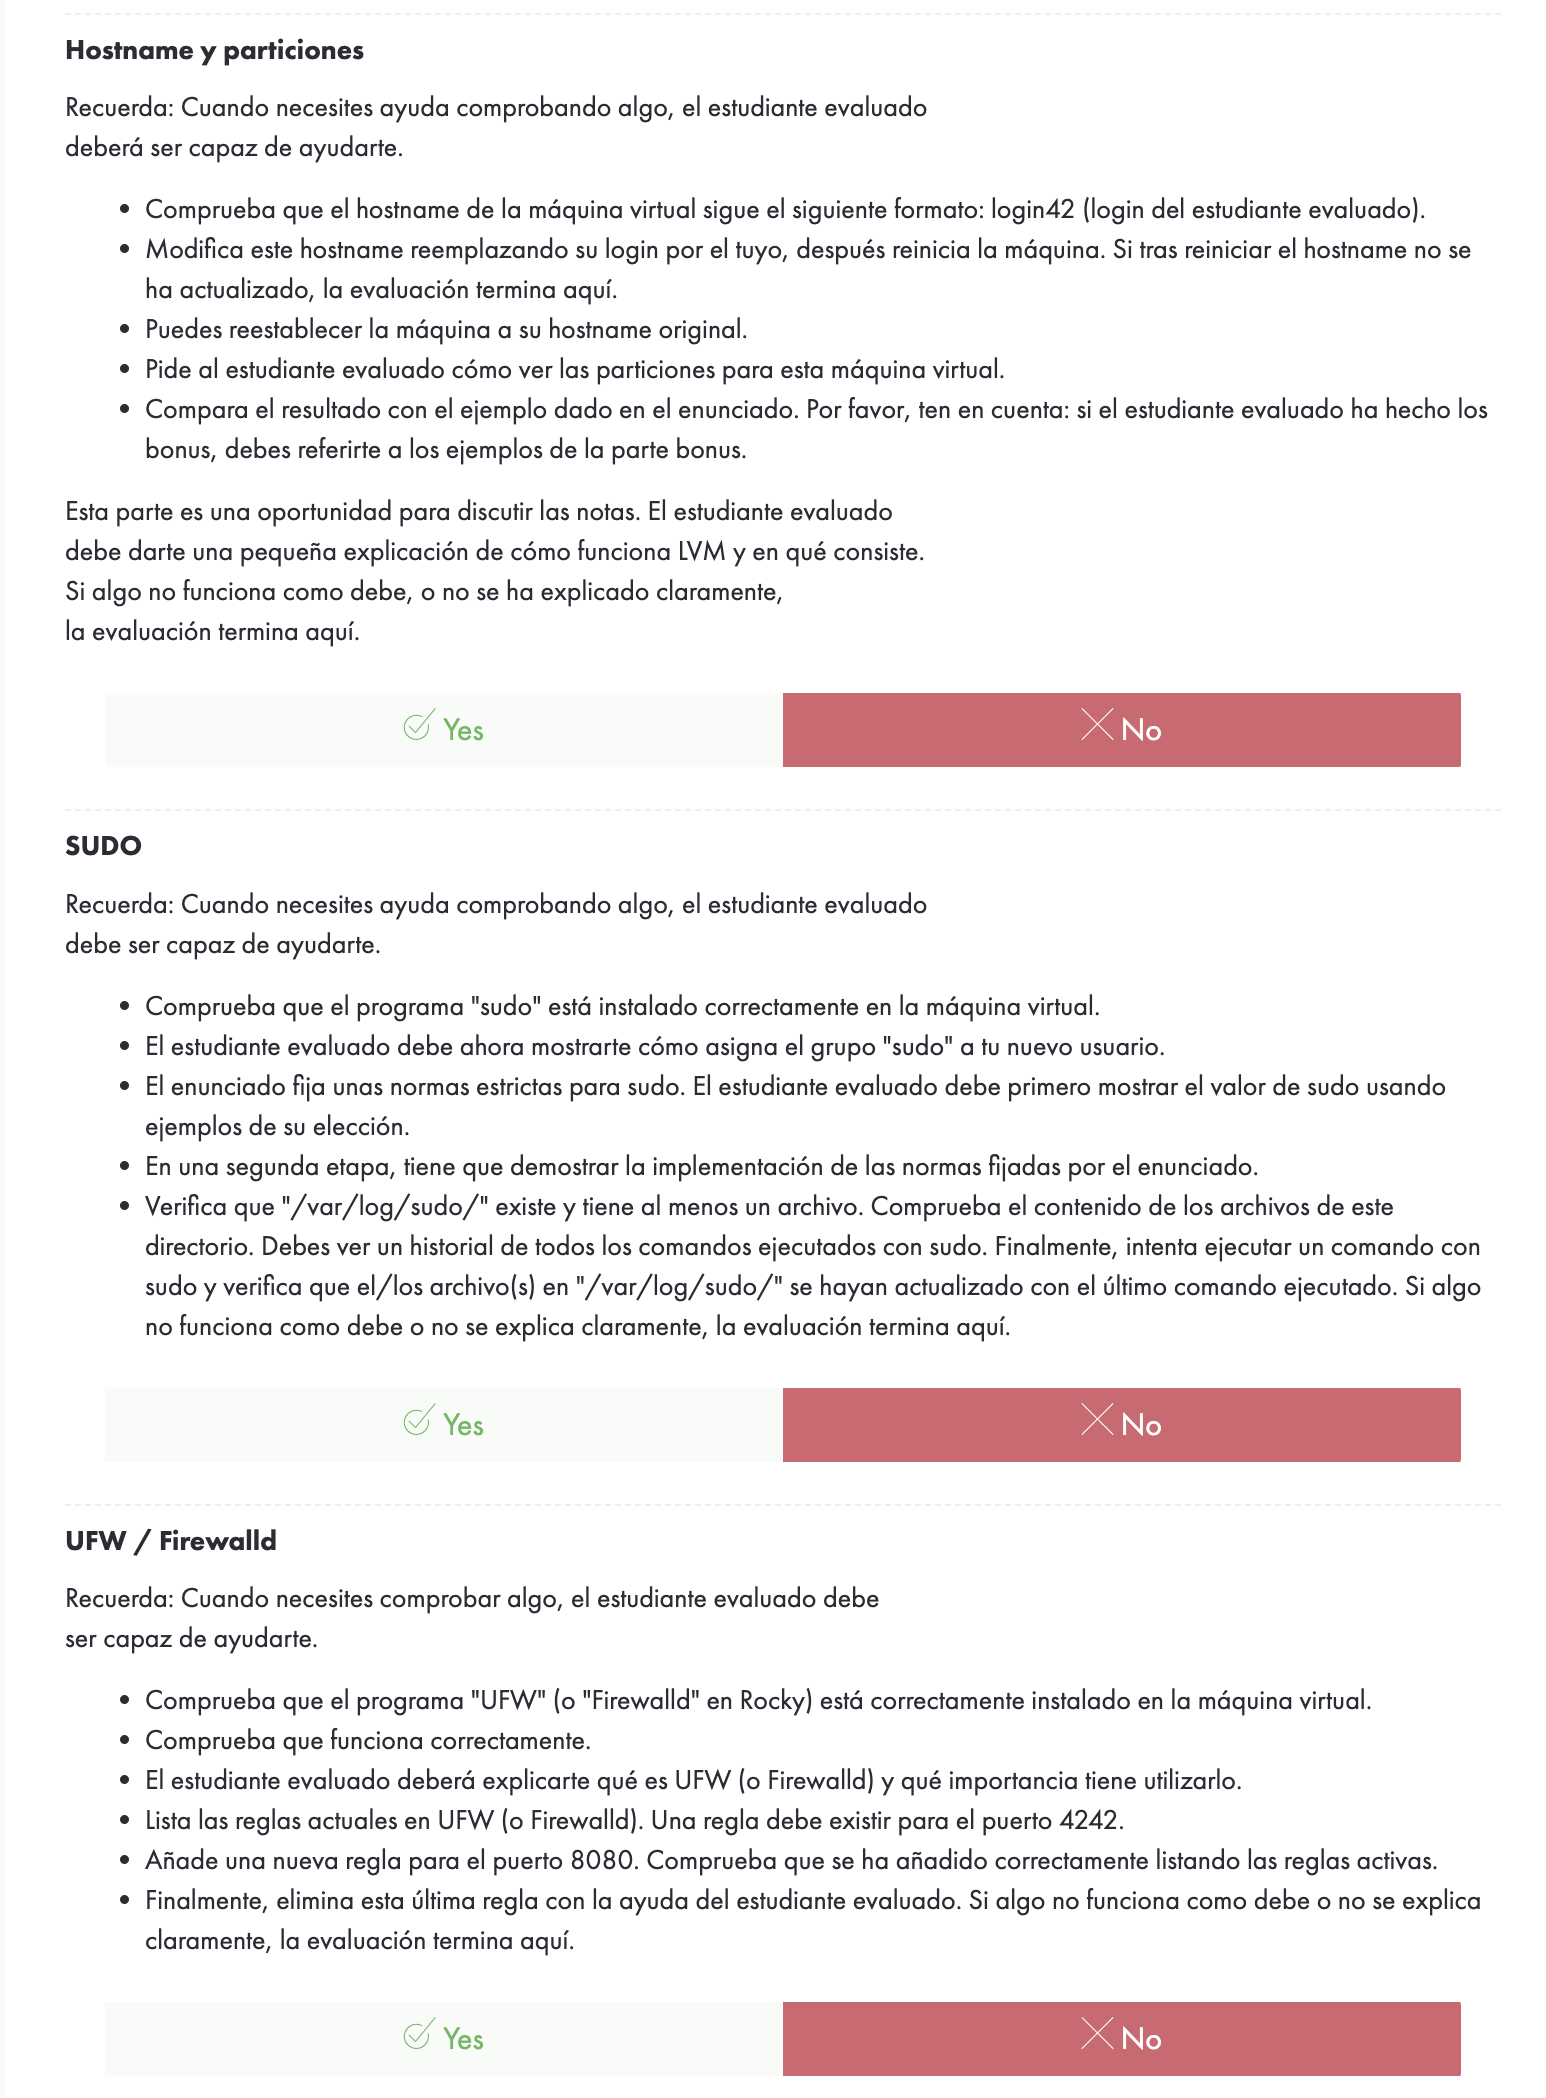 Hostname y particiones
Recuerda: Cuando necesites ayuda comprobando algo, el estudiante evaluado
deberá ser capaz de ayudarte.
• Comprueba que el hostname de la máquina virtual sigue el siguiente formato: login42 (login del estudiante evaluado).
• Modifica este hostname reemplazando su login por el tuyo, después reinicia la máquina. Si tras reiniciar el hostname no se
ha actualizado, la evaluación termina aquí.
• Puedes reestablecer la máquina a su hostname original.
• Pide al estudiante evaluado cómo ver las particiones para esta máquina virtual.
• Compara el resultado con el ejemplo dado en el enunciado. Por favor, ten en cuenta: si el estudiante evaluado ha hecho los
bonus, debes referirte a los ejemplos de la parte bonus.
Esta parte es una oportunidad para discutir las notas. El estudiante evaluado
debe darte una pequeña explicación de cómo funciona LVM y en qué consiste.
Si algo no funciona como debe, o no se ha explicado claramente,
la evaluación termina aquí.
Yes
No
SUDO
Recuerda: Cuando necesites ayuda comprobando algo, el estudiante evaluado
debe ser capaz de ayudarte.
• Comprueba que el programa "sudo" está instalado correctamente en la máquina virtual.
• El estudiante evaluado debe ahora mostrarte cómo asigna el grupo "sudo" a tu nuevo usuario.
• El enunciado fija unas normas estrictas para sudo. El estudiante evaluado debe primero mostrar el valor de sudo usando
ejemplos de su elección.
• En una segunda etapa, tiene que demostrar la implementación de las normas fijadas por el enunciado.
• Verifica que "/var/log/sudo/" existe y tiene al menos un archivo. Comprueba el contenido de los archivos de este
directorio. Debes ver un historial de todos los comandos ejecutados con sudo. Finalmente, intenta ejecutar un comando con
sudo y verifica que el/los archivo(s) en "/var/log/sudo/" se hayan actualizado con el último comando ejecutado. Si algo
no funciona como debe o no se explica claramente, la evaluación termina aquí.
Yes
No
UFW / Firewalld
Recuerda: Cuando necesites comprobar algo, el estudiante evaluado debe
ser capaz de ayudarte.
• Comprueba que el programa "UFW" (o "Firewalld" en Rocky) está correctamente instalado en la máquina virtual.
• Comprueba que funciona correctamente.
• El estudiante evaluado deberá explicarte qué es UFW (o Firewalld) y qué importancia tiene utilizarlo.
• Lista las reglas actuales en UFW (o Firewalld). Una regla debe existir para el puerto 4242.
• Añade una nueva regla para el puerto 8080. Comprueba que se ha añadido correctamente listando las reglas activas.
• Finalmente, elimina esta última regla con la ayuda del estudiante evaluado. Si algo no funciona como debe o no se explica
claramente, la evaluación termina aquí.
Yes
No